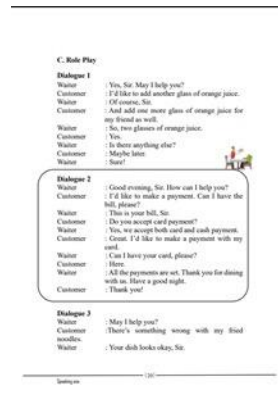 C. Role Play
Dialogue 1
Waiter : Yes, Sir. May I help you?
Customer : I'd like to add another glass of orange juice.
Waiter : Of course, Sir.
Customer : And add one more glass of orange juice for
my friend as well.
Waiter : So, two glasses of orange juice.
Customer : Yes.
Waiter : Is there anything else?
Customer : Maybe later.
Waiter : Sure!
Dialogue 2
Waiter : Good evening, Sir. How can I help you?
Customer : I'd like to make a payment. Can I have the
bill, please?
Waiter : This is your bill, Sir.
Customer : Do you accept card payment?
Waiter : Yes, we accept both card and cash payment.
Customer : Great. I'd like to make a payment with my
card.
Waiter : Can I have your card, please?
Customer : Here.
Waiter : All the payments are set. Thank you for dining
with us. Have a good night.
Customer : Thank you!
Dialogue 3
Waiter : May I help you?
Customer :There's something wrong with my fried
noodles.
Waiter : Your dish looks okay, Sir.